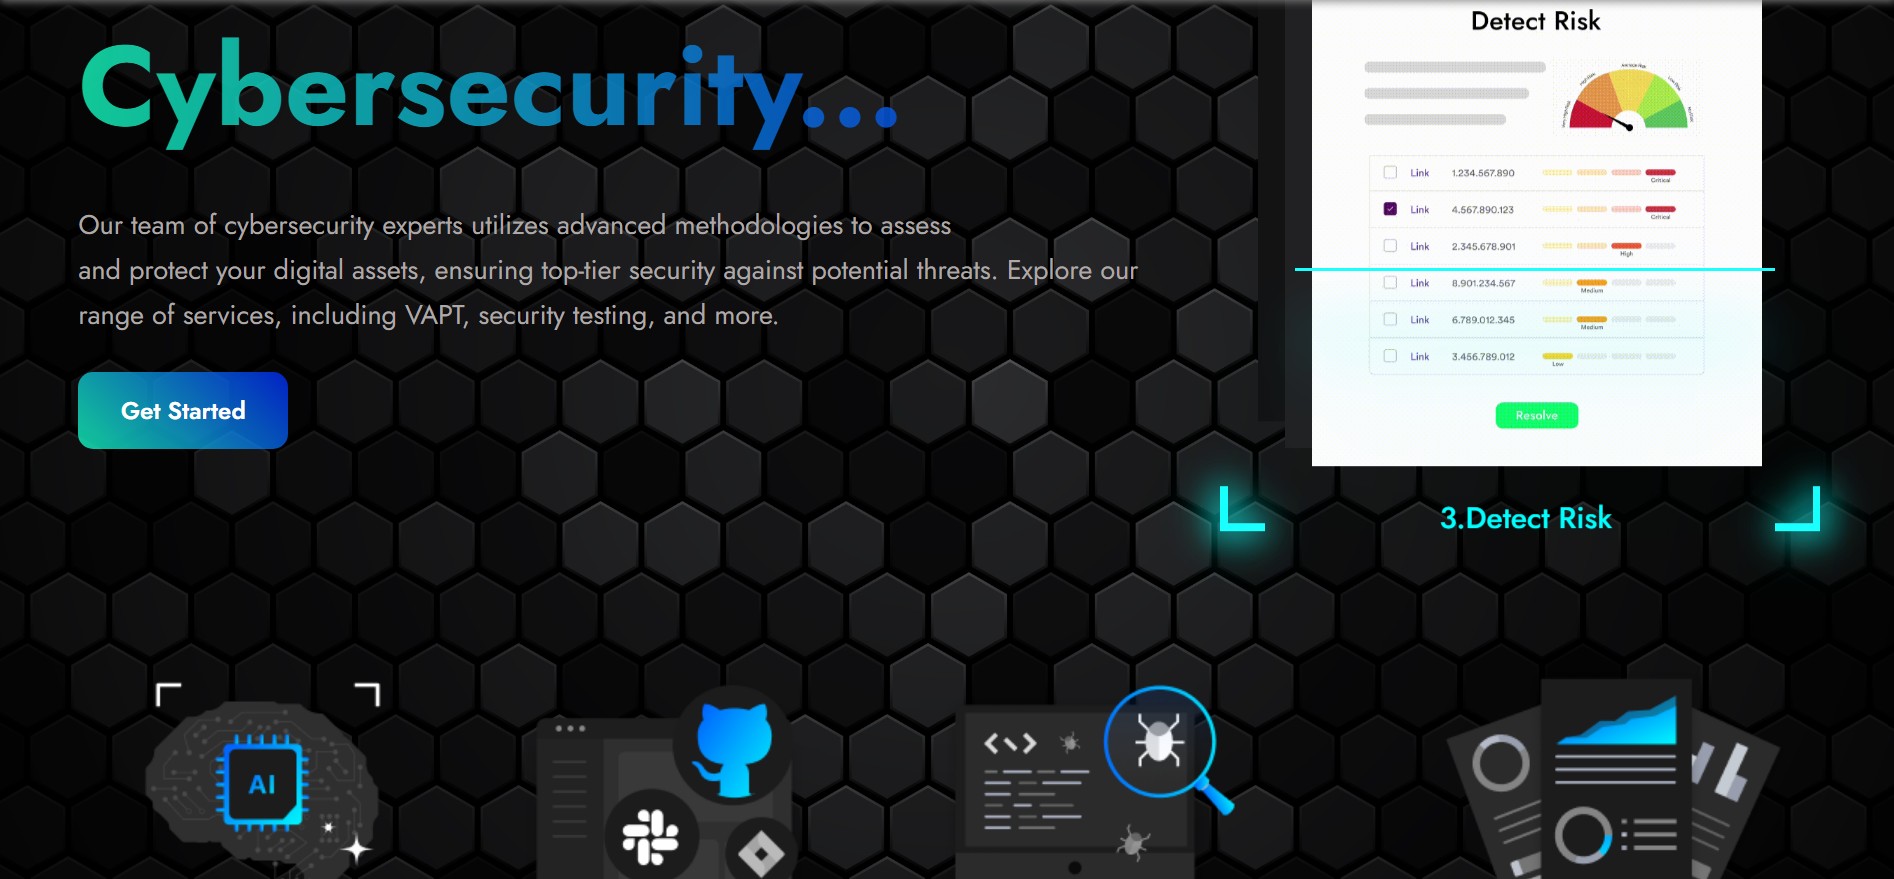 Cybersecurity...
Our team of cybersecurity experts utilizes advanced methodologies to assess
and protect your digital assets, ensuring top-tier security against potential threats. Explore our
range of services, including VAPT, security testing, and more.
Get Started
Detect Risk
Link 1.234.567.890 Critical
Link 4.567.890.123 Critical
Link 2.345.678.901 High
Link 8.901.234.567 Medium
Link 6.789.012.345 Medium
Link 3.456.789.012 Low
Resolve
3.Detect Risk
AI